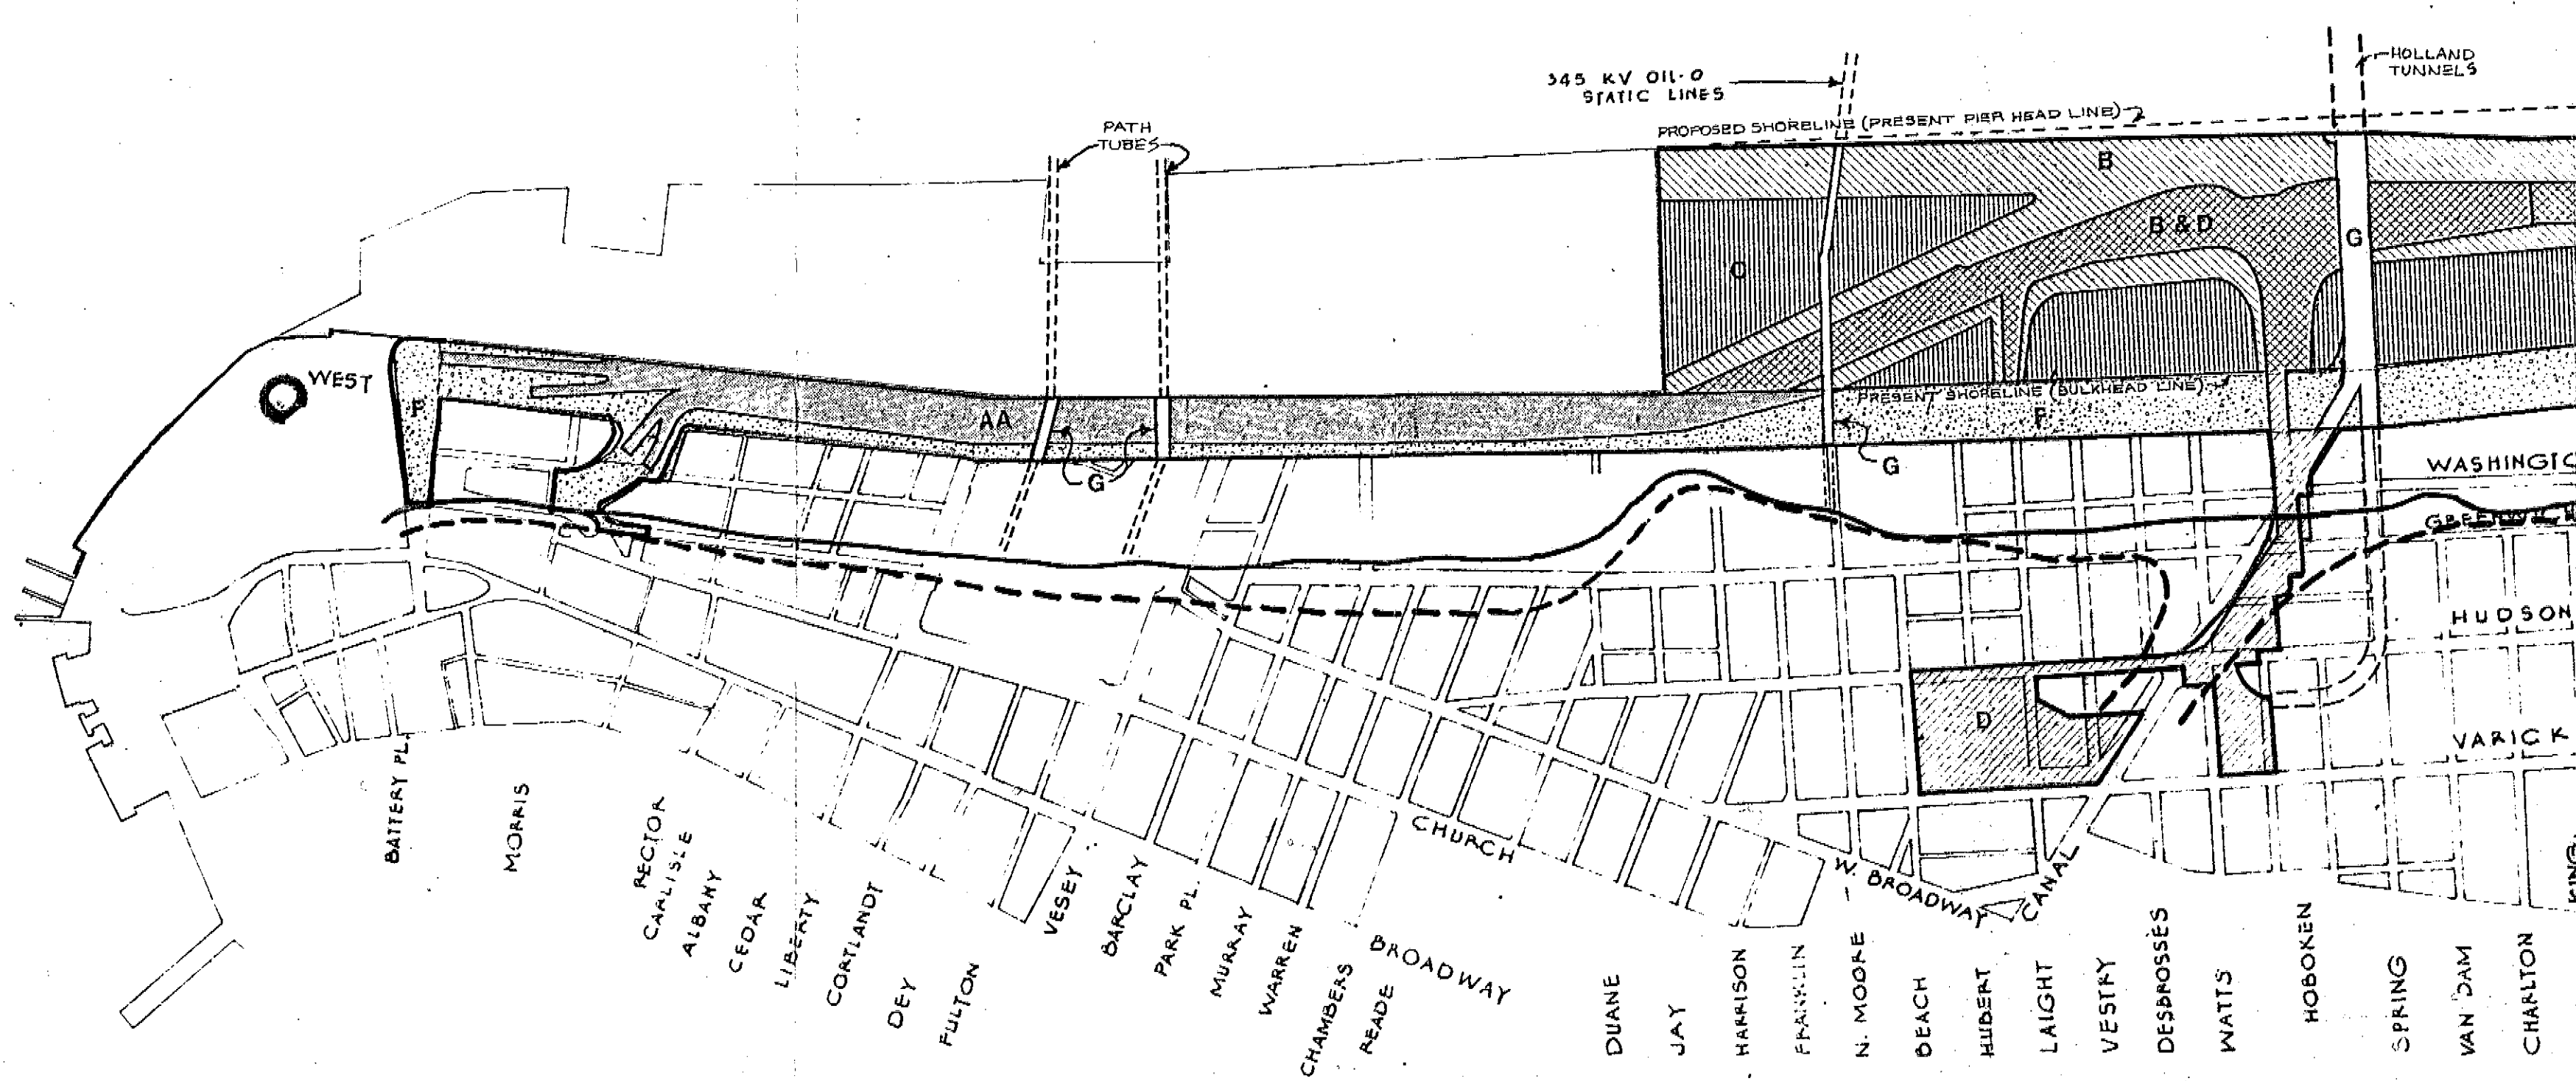 HOLLAND
TUNNELS
345 KV OIL-O
STATIC LINES
PROPOSED SHORELINE (PRESENT PIER HEAD LINE)
PATH
TUBES
B
B & D
G
C
WEST
F
AA
A
PRESENT SHORELINE (BULKHEAD LINE)
F
G
G
WASHINGTO
GREENWICH
HUDSON
D
VARICK
BATTERY PL.
MORRIS
RECTOR
CARLISLE
ALBANY
CEDAR
LIBERTY
CORTLANDT
DEY
FULTON
VESEY
BARCLAY
PARK PL.
MURRAY
WARREN
CHAMBERS
READE
CHURCH
BROADWAY
W. BROADWAY
CANAL
DUANE
JAY
HARRISON
FRANKLIN
N. MOORE
BEACH
HUBERT
LAIGHT
VESTRY
DESBROSSES
WATTS
HOBOKEN
SPRING
VAN DAM
CHARLTON
KING